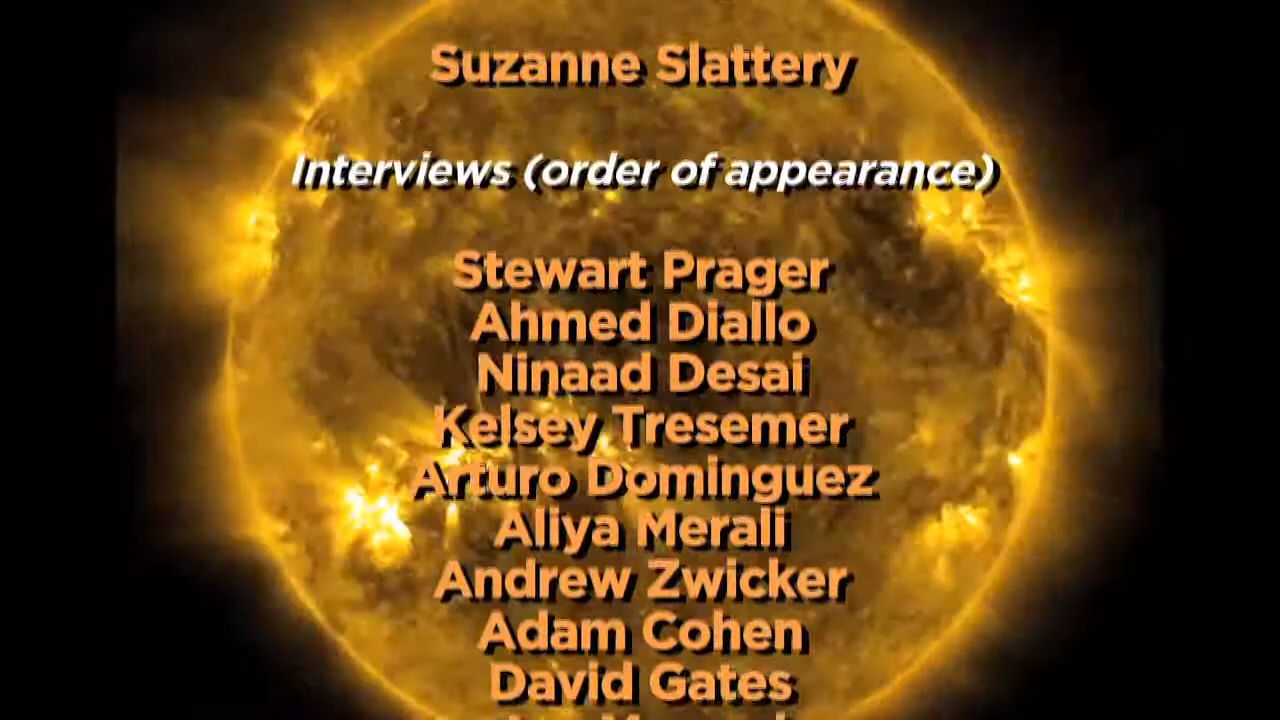 Suzanne Slattery
Interviews (order of appearance)
Stewart Prager
Ahmed Diallo
Ninaad Desai
Kelsey Tresemer
Arturo Dominguez
Aliya Merali
Andrew Zwicker
Adam Cohen
David Gates